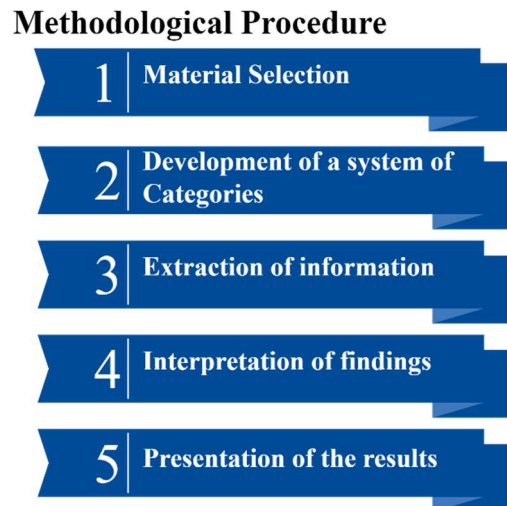 Methodological Procedure
1 Material Selection
2 Development of a system of
Categories
3 Extraction of information
4 Interpretation of findings
5 Presentation of the results